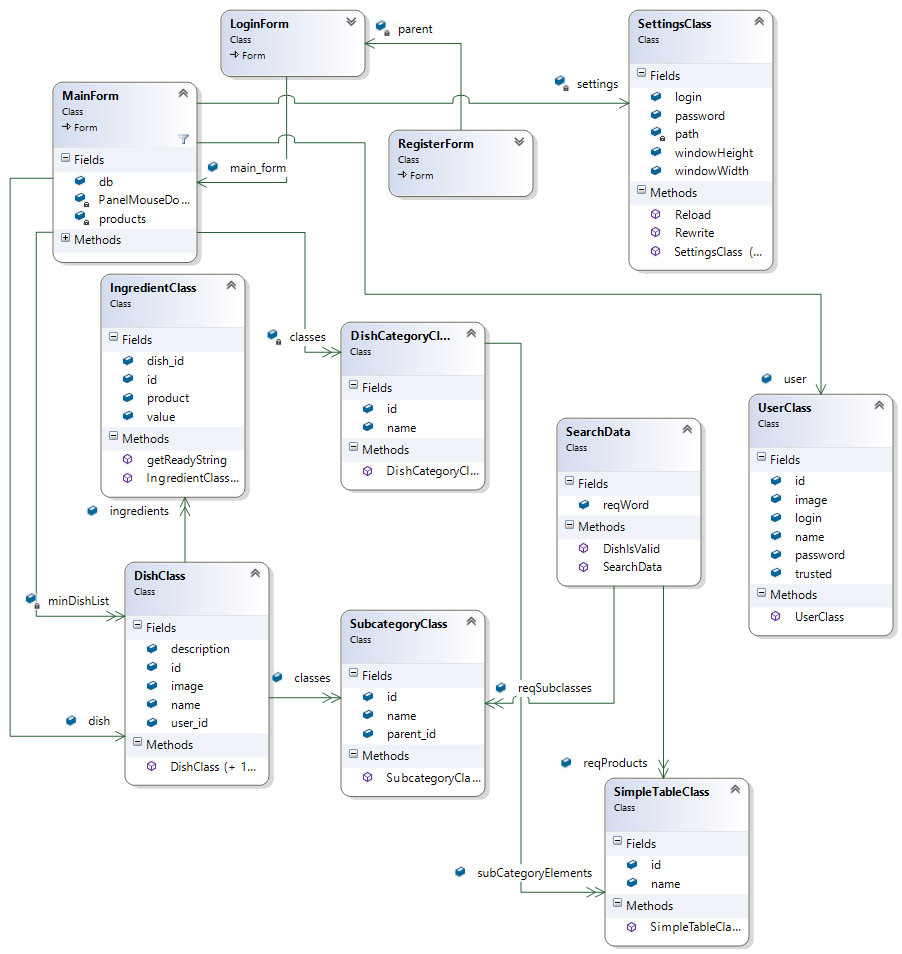 LoginForm
Class
Form
parent
SettingsClass
Class
Fields
login
password
path
windowHeight
windowWidth
Methods
Reload
Rewrite
SettingsClass (...
settings
MainForm
Class
Form
Fields
db
PanelMouseDo...
products
Methods
main_form
RegisterForm
Class
Form
IngredientClass
Class
Fields
dish_id
id
product
value
Methods
getReadyString
IngredientClass...
classes
DishCategoryCl...
Class
Fields
id
name
Methods
DishCategoryCl...
user
UserClass
Class
Fields
id
image
login
name
password
trusted
Methods
UserClass
SearchData
Class
Fields
reqWord
Methods
DishIsValid
SearchData
ingredients
DishClass
Class
Fields
description
id
image
name
user_id
Methods
DishClass (+ 1...
minDishList
dish
classes
SubcategoryClass
Class
Fields
id
name
parent_id
Methods
SubcategoryCla...
reqSubclasses
reqProducts
SimpleTableClass
Class
Fields
id
name
Methods
SimpleTableCla...
subCategoryElements